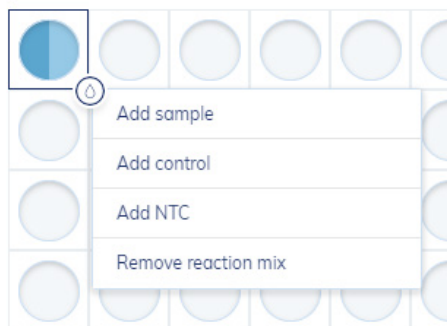 Add sample
Add control
Add NTC
Remove reaction mix